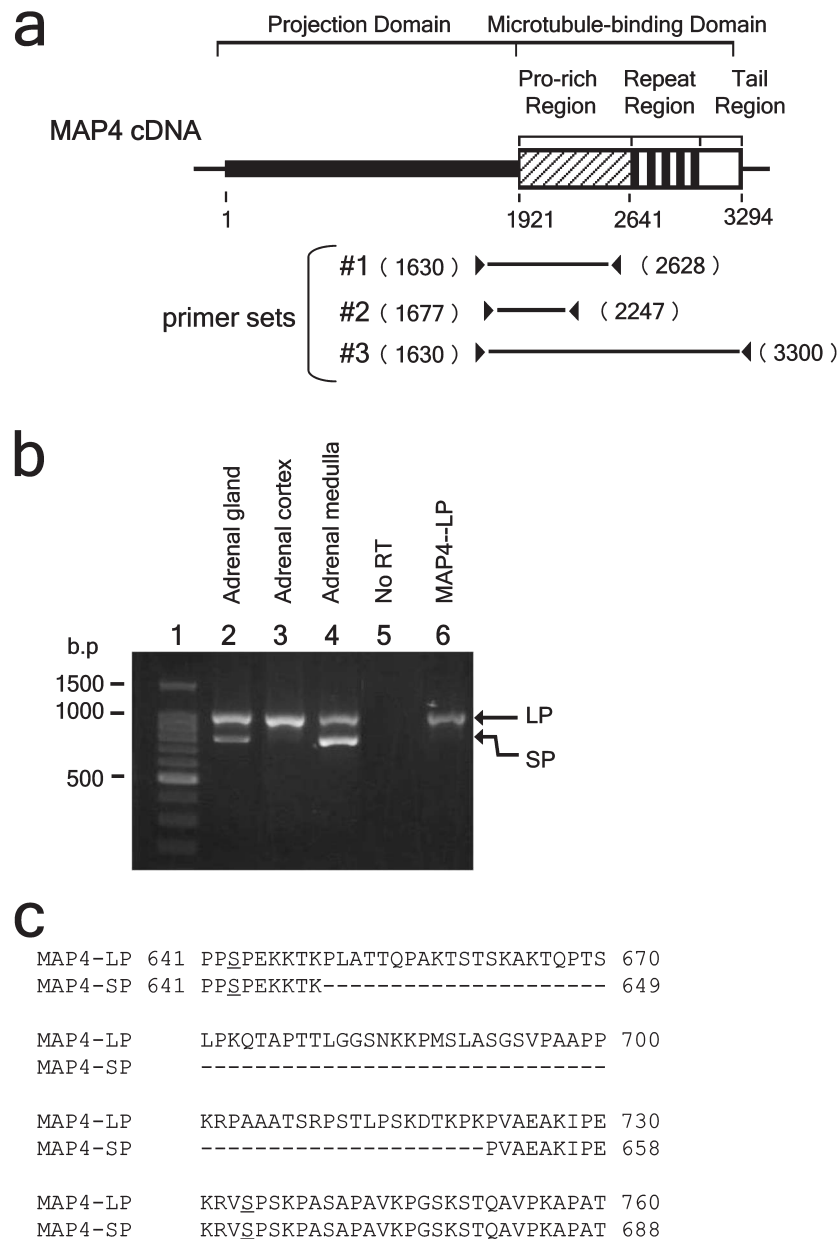 a
Projection Domain Microtubule-binding Domain
Pro-rich Region Repeat Region Tail Region
MAP4 cDNA
1 1921 2641 3294
primer sets
#1 ( 1630 ) ( 2628 )
#2 ( 1677 ) ( 2247 )
#3 ( 1630 ) ( 3300 )
b
Adrenal gland
Adrenal cortex
Adrenal medulla
No RT
MAP4--LP
b.p 1 2 3 4 5 6
1500
1000
500
LP
SP
c
MAP4-LP 641 PPSPEKKTKPLATTQPAKTSTSKAKTQPTS 670
MAP4-SP 641 PPSPEKKTK--------------------- 649
MAP4-LP LPKQTAPTTLGGSNKKPMSLASGSVPAAPP 700
MAP4-SP ------------------------------
MAP4-LP KRPAAATSRPSTLPSKDTKPKPVAEAKIPE 730
MAP4-SP ---------------------PVAEAKIPE 658
MAP4-LP KRVSPSKPASAPAVKPGSKSTQAVPKAPAT 760
MAP4-SP KRVSPSKPASAPAVKPGSKSTQAVPKAPAT 688